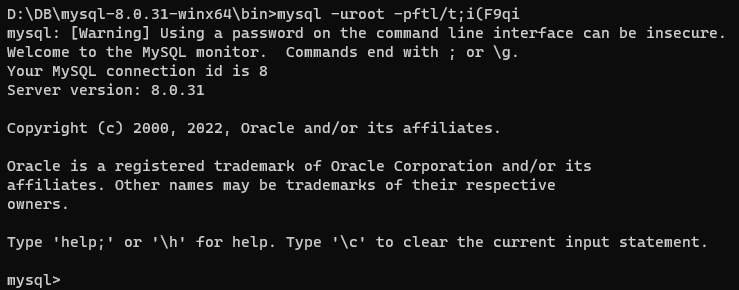 D:\DB\mysql-8.0.31-winx64\bin>mysql -uroot -pftl/t;i(F9qi
mysql: [Warning] Using a password on the command line interface can be insecure.
Welcome to the MySQL monitor.  Commands end with ; or \g.
Your MySQL connection id is 8
Server version: 8.0.31
Copyright (c) 2000, 2022, Oracle and/or its affiliates.
Oracle is a registered trademark of Oracle Corporation and/or its
affiliates. Other names may be trademarks of their respective
owners.
Type 'help;' or '\h' for help. Type '\c' to clear the current input statement.
mysql>